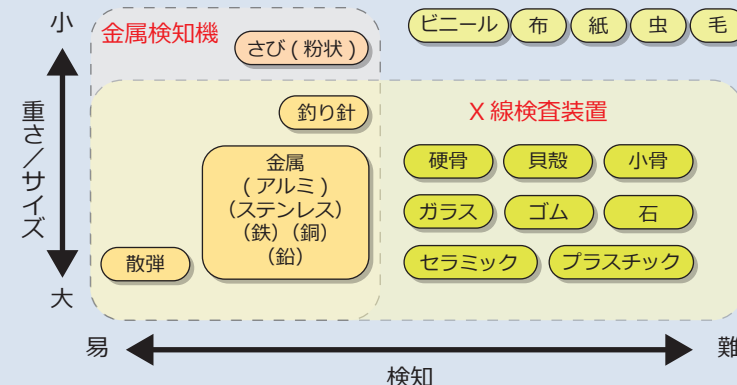 小
金属検知機
さび ( 粉状 )
ビニール 布 紙 虫 毛
重さ／サイズ
釣り針
X 線検査装置
金属
( アルミ )
（ステンレス）
（鉄）（銅）
（鉛）
散弾
硬骨 貝殻 小骨
ガラス ゴム 石
セラミック プラスチック
大
易 難
検知